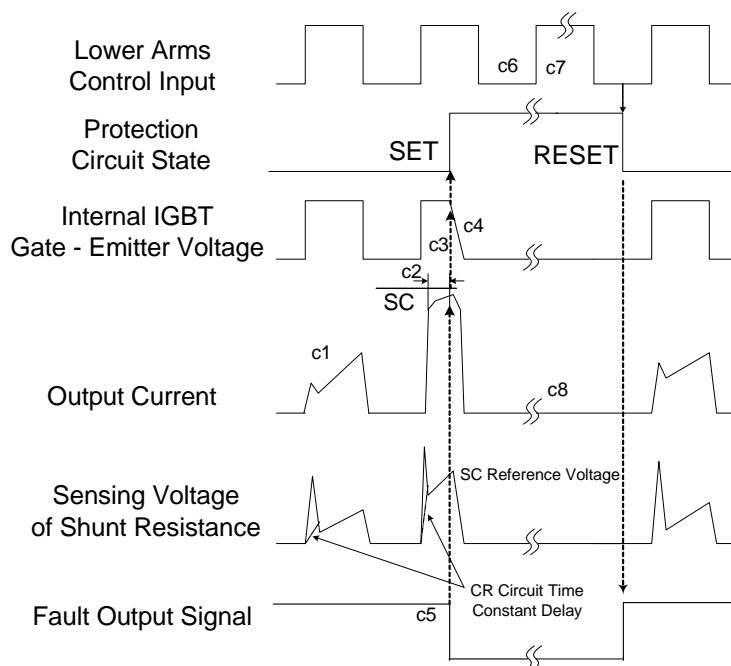 Lower Arms
Control Input
c6
c7
Protection
Circuit State
SET
RESET
Internal IGBT
Gate - Emitter Voltage
c4
c3
c2
SC
c1
Output Current
c8
Sensing Voltage
of Shunt Resistance
SC Reference Voltage
CR Circuit Time
Constant Delay
Fault Output Signal
c5